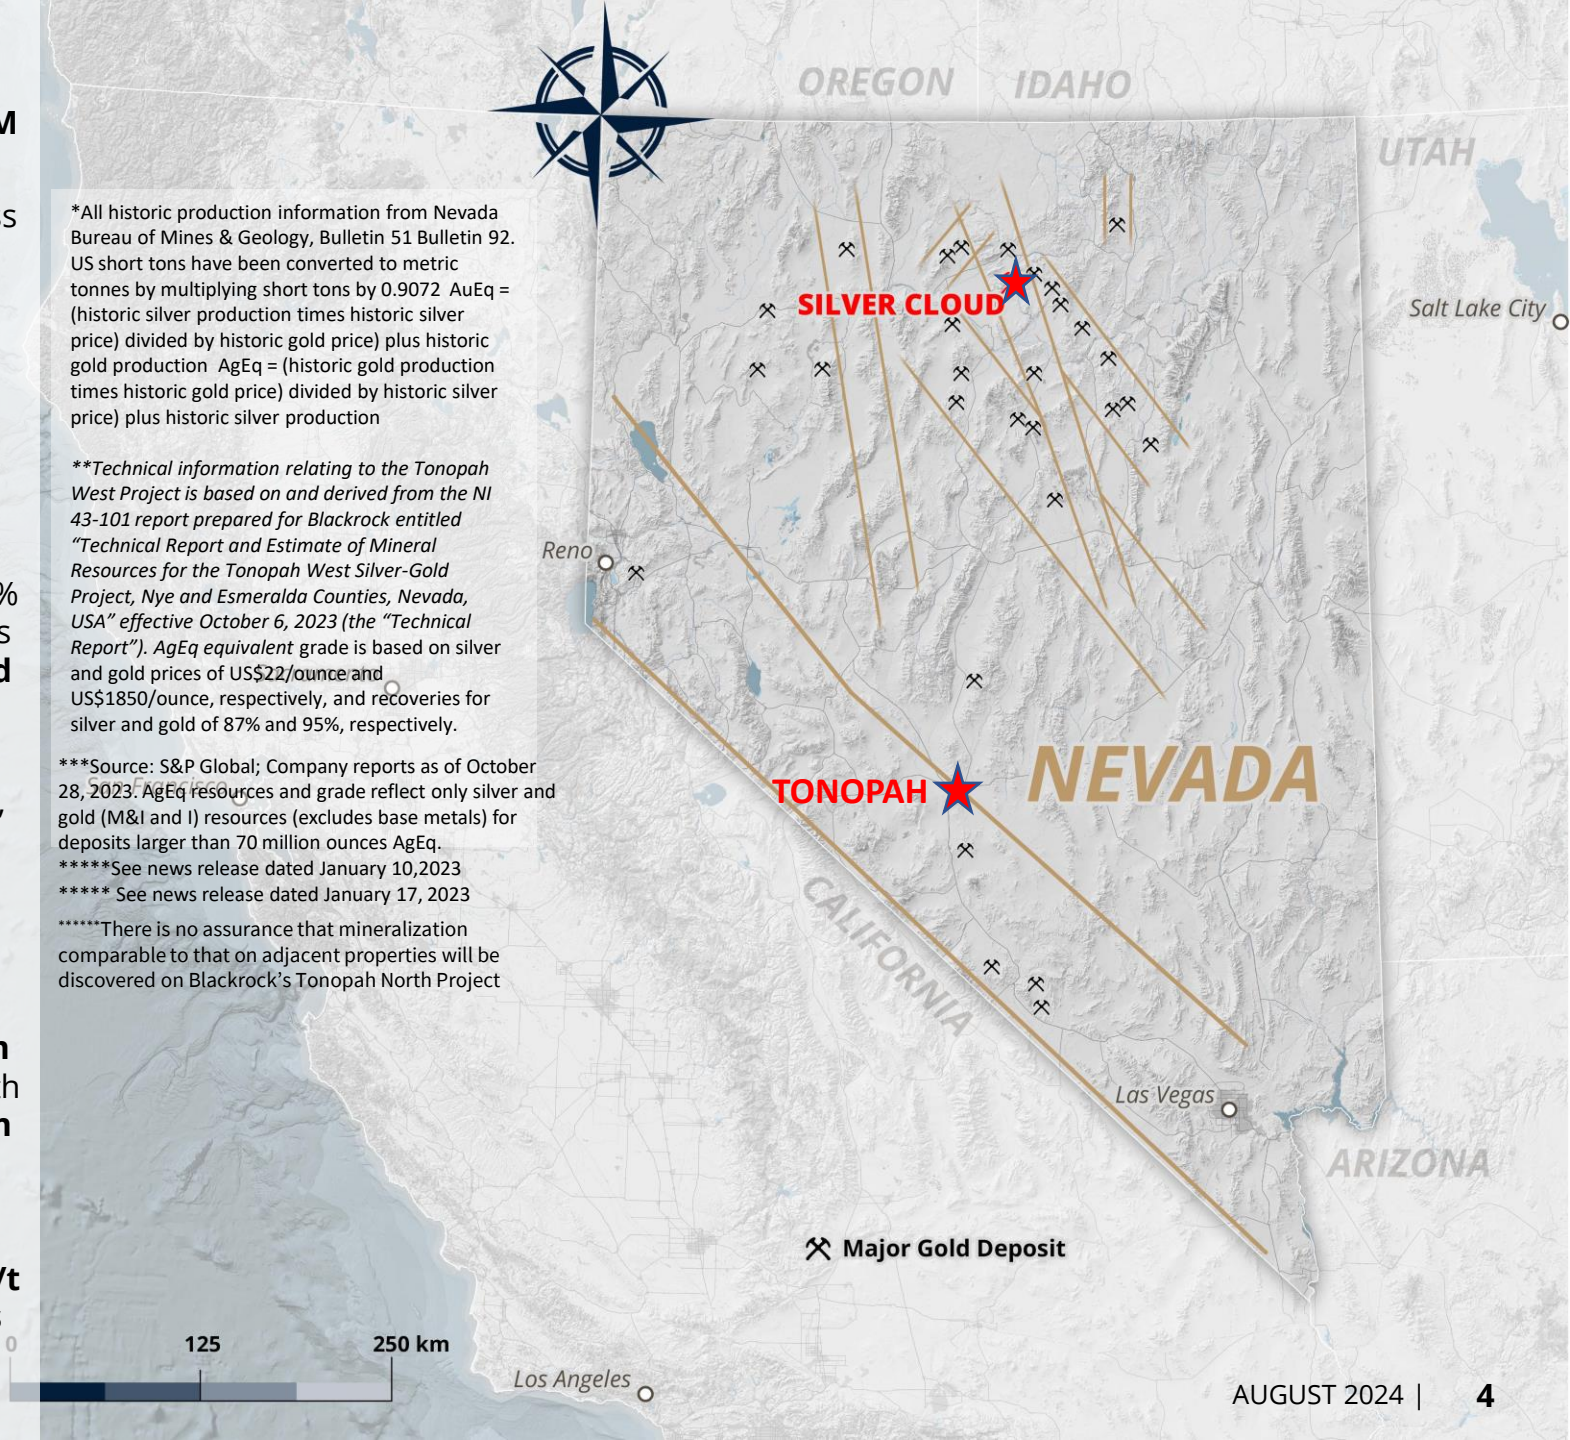 M
ss
%
s
d
,
n
th
n
/t
s
OREGON
IDAHO
UTAH
*All historic production information from Nevada
Bureau of Mines & Geology, Bulletin 51 Bulletin 92.
US short tons have been converted to metric
tonnes by multiplying short tons by 0.9072 AuEq =
(historic silver production times historic silver
price) divided by historic gold price) plus historic
gold production AgEq = (historic gold production
times historic gold price) divided by historic silver
price) plus historic silver production
**Technical information relating to the Tonopah
West Project is based on and derived from the NI
43-101 report prepared for Blackrock entitled
“Technical Report and Estimate of Mineral
Resources for the Tonopah West Silver-Gold
Project, Nye and Esmeralda Counties, Nevada,
USA” effective October 6, 2023 (the “Technical
Report”). AgEq equivalent grade is based on silver
and gold prices of US$22/ounce and
US$1850/ounce, respectively, and recoveries for
silver and gold of 87% and 95%, respectively.
***Source: S&P Global; Company reports as of October
28, 2023. AgEq resources and grade reflect only silver and
gold (M&I and I) resources (excludes base metals) for
deposits larger than 70 million ounces AgEq.
*****See news release dated January 10,2023
***** See news release dated January 17, 2023
******There is no assurance that mineralization
comparable to that on adjacent properties will be
discovered on Blackrock’s Tonopah North Project
Sacramento
San Francisco
SILVER CLOUD
Salt Lake City
Reno
NEVADA
TONOPAH
CALIFORNIA
Las Vegas
ARIZONA
Major Gold Deposit
0 125 250 km
Los Angeles
AUGUST 2024 | 4